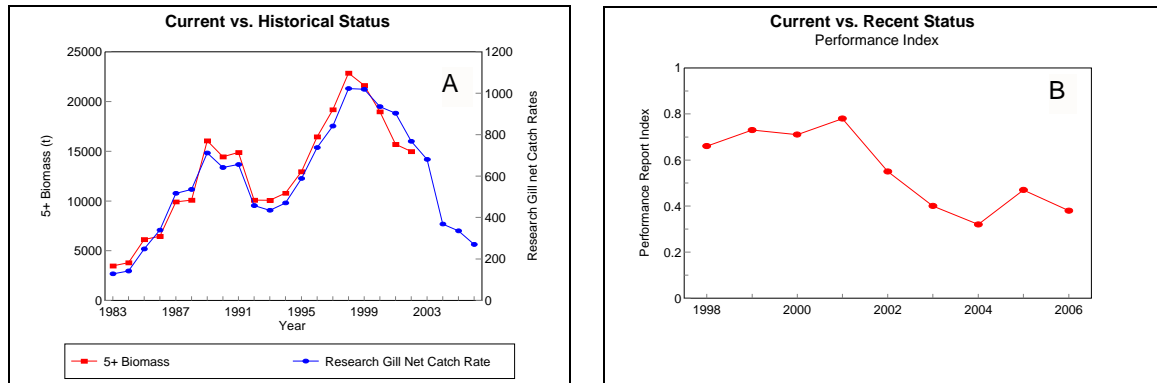 Current vs. Historical Status
A
25000
20000
15000
10000
5000
0
5+ Biomass (t)
1200
1000
800
600
400
200
0
Research Gill net Catch Rates
1983 1987 1991 1995 1999 2003
Year
5+ Biomass Research Gill Net Catch Rate
Current vs. Recent Status
Performance Index
B
1
0.8
0.6
0.4
0.2
0
Performance Report Index
1998 2000 2002 2004 2006